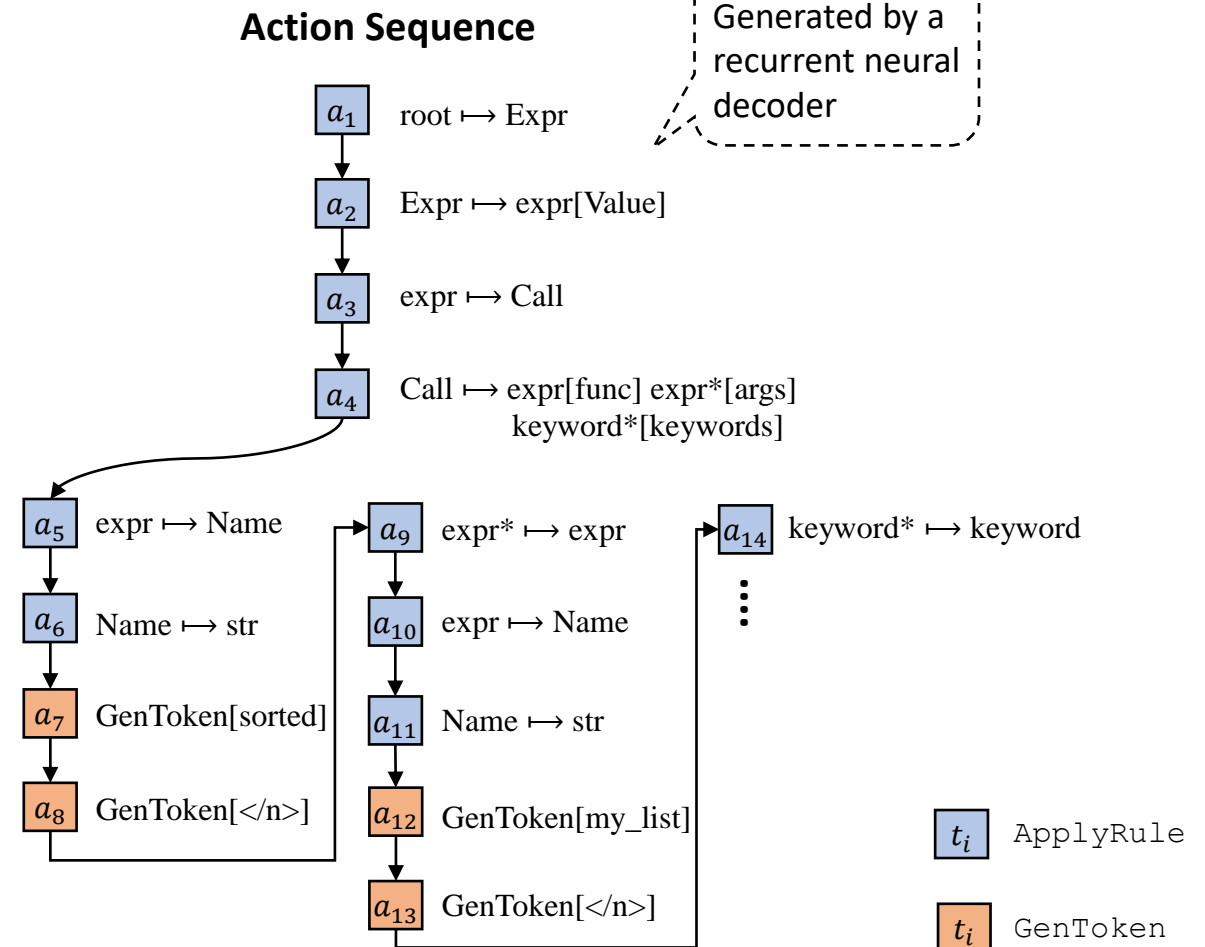 Action Sequence
Generated by a
recurrent neural
decoder
a₁ root ↦ Expr
a₂ Expr ↦ expr[Value]
a₃ expr ↦ Call
a₄ Call ↦ expr[func] expr*[args]
keyword*[keywords]
a₅ expr ↦ Name
a₆ Name ↦ str
a₇ GenToken[sorted]
a₈ GenToken[</n>]
a₉ expr* ↦ expr
a₁₀ expr ↦ Name
a₁₁ Name ↦ str
a₁₂ GenToken[my_list]
a₁₃ GenToken[</n>]
a₁₄ keyword* ↦ keyword
tᵢ ApplyRule
tᵢ GenToken